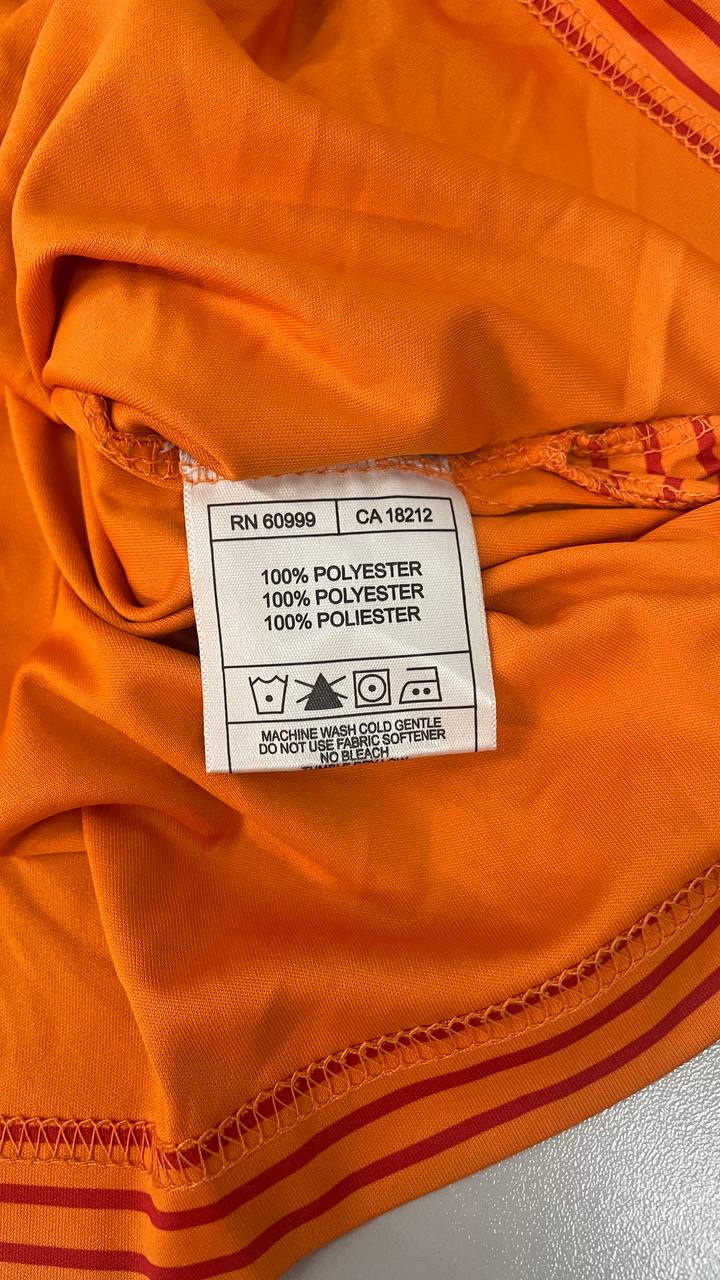 RN 60999 CA 18212
100% POLYESTER
100% POLYESTER
100% POLIESTER
MACHINE WASH COLD GENTLE
DO NOT USE FABRIC SOFTENER
NO BLEACH